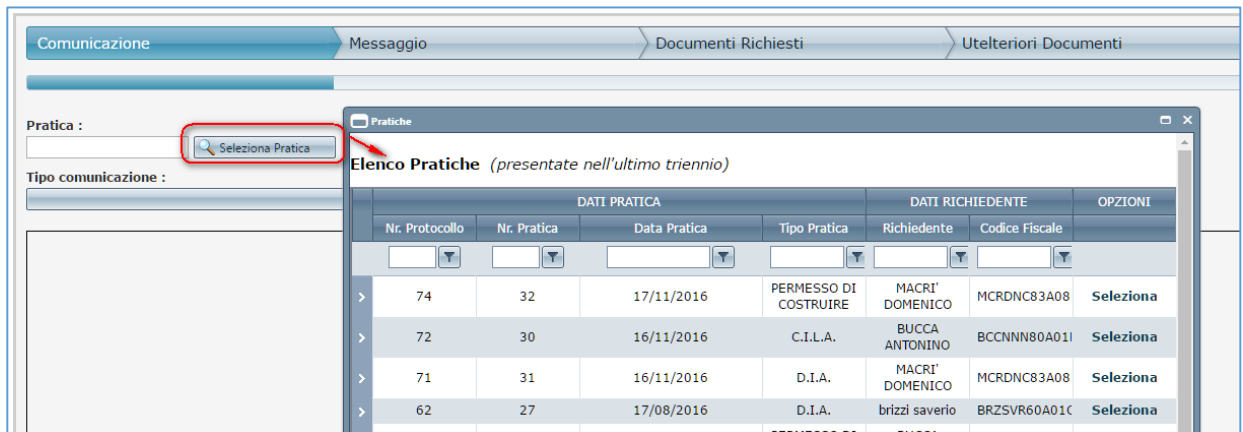 Comunicazione Messaggio Documenti Richiesti Utelteriori Documenti
Pratica :
Seleziona Pratica
Tipo comunicazione :
Pratiche
Elenco Pratiche (presentate nell'ultimo triennio)
DATI PRATICA DATI RICHIEDENTE OPZIONI
Nr. Protocollo Nr. Pratica Data Pratica Tipo Pratica Richiedente Codice Fiscale
74 32 17/11/2016 PERMESSO DI COSTRUIRE MACRI' DOMENICO MCRDNC83A08 Seleziona
72 30 16/11/2016 C.I.L.A. BUCCA ANTONINO BCCNNN80A01 Seleziona
71 31 16/11/2016 D.I.A. MACRI' DOMENICO MCRDNC83A08 Seleziona
62 27 17/08/2016 D.I.A. brizzi saverio BRZSVR60A01 Seleziona